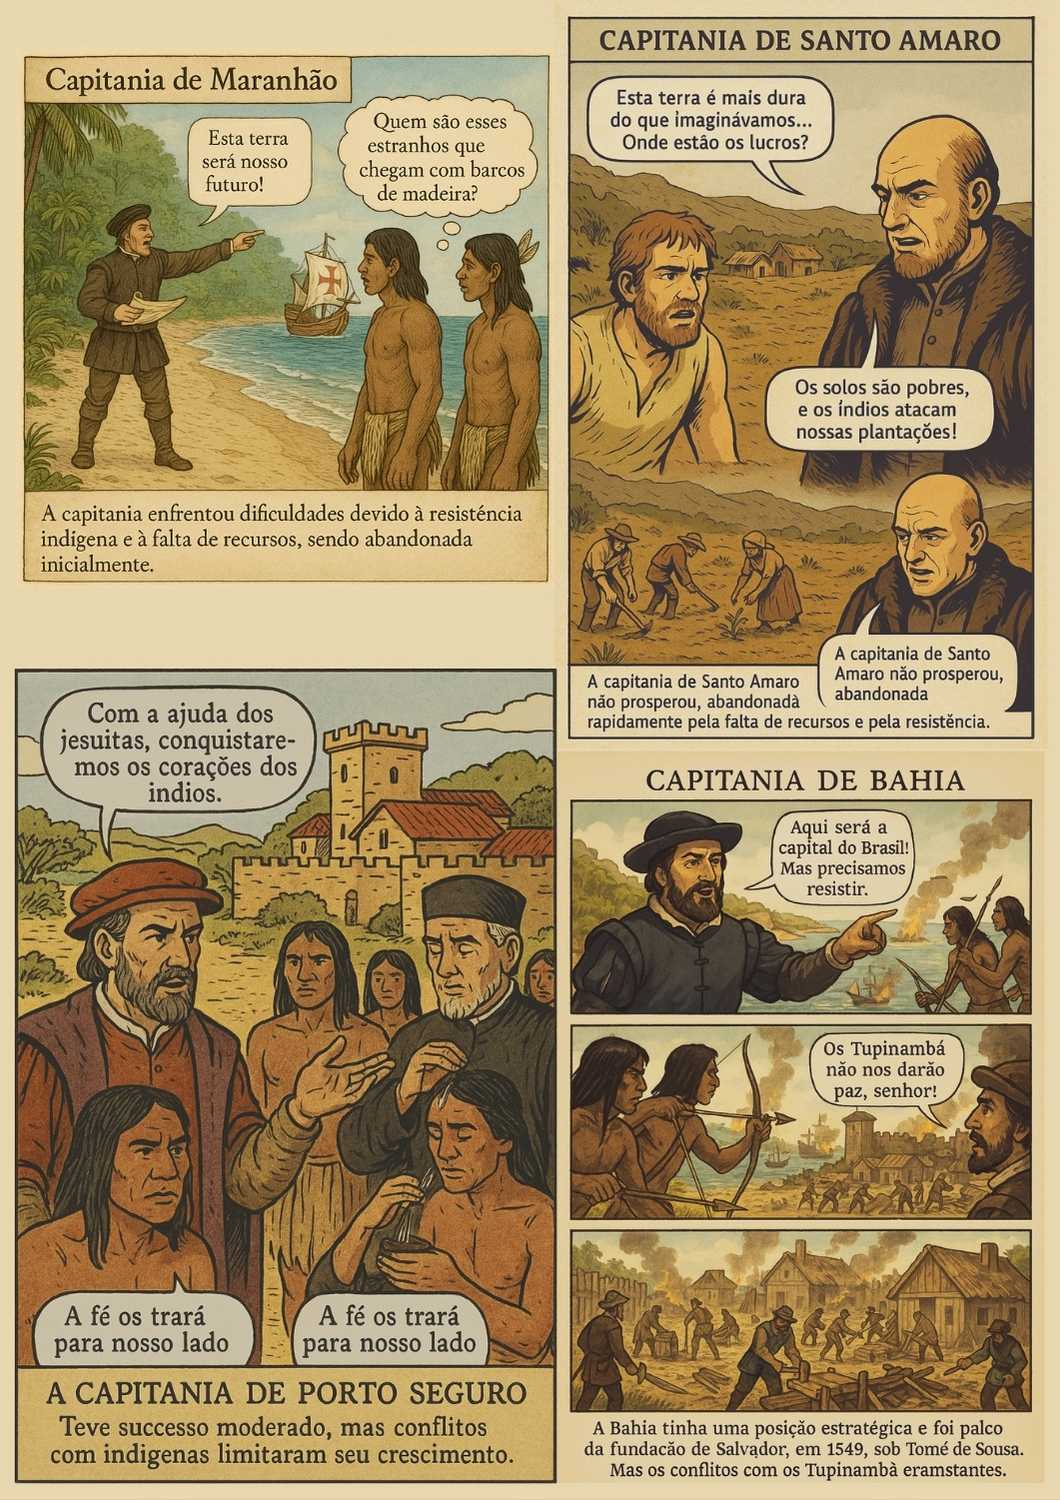 Capitania de Maranhão
Esta terra
será nosso
futuro!
Quem são esses
estranhos que
chegam com barcos
de madeira?
A capitania enfrentou dificuldades devido à resisténcia
indígena e à falta de recursos, sendo abandonada
inicialmente.
CAPITANIA DE SANTO AMARO
Esta terra é mais dura
do que imaginávamos...
Onde estão os lucros?
Os solos são pobres,
e os índios atacam
nossas plantações!
A capitania de Santo
Amaro não prosperou,
abandonada
A capitania de Santo Amaro
não prosperou, abandonadà
rapidamente pela falta de recursos e pela resistência.
Com a ajuda dos
jesuitas, conquistare-
mos os corações dos
indios.
A fé os trará
para nosso lado
A fé os trará
para nosso lado
A CAPITANIA DE PORTO SEGURO
Teve successo moderado, mas conflitos
com indigenas limitaram seu crescimento.
CAPITANIA DE BAHIA
Aqui será a
capital do Brasil!
Mas precisamos
resistir.
Os Tupinambá
não nos darão
paz, senhor!
A Bahia tinha uma posição estratégica e foi palco
da fundacão de Salvador, em 1549, sob Tomé de Sousa.
Mas os conflitos com os Tupinambà eramstantes.